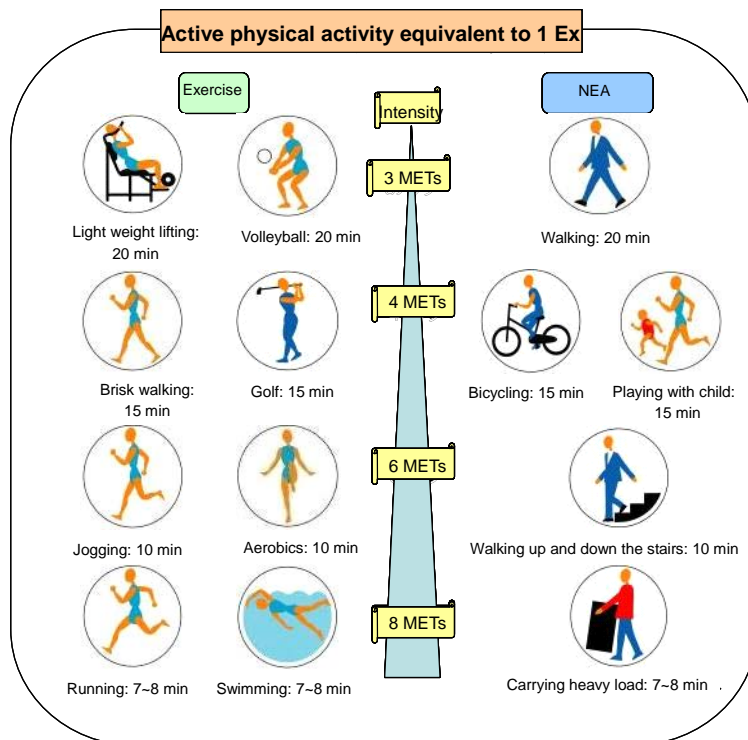 Active physical activity equivalent to 1 Ex
Exercise
Intensity
NEA
3 METs
Light weight lifting:
20 min
Volleyball: 20 min
Walking: 20 min
4 METs
Brisk walking:
15 min
Golf: 15 min
Bicycling: 15 min
Playing with child:
15 min
6 METs
Jogging: 10 min
Aerobics: 10 min
Walking up and down the stairs: 10 min
8 METs
Running: 7~8 min
Swimming: 7~8 min
Carrying heavy load: 7~8 min